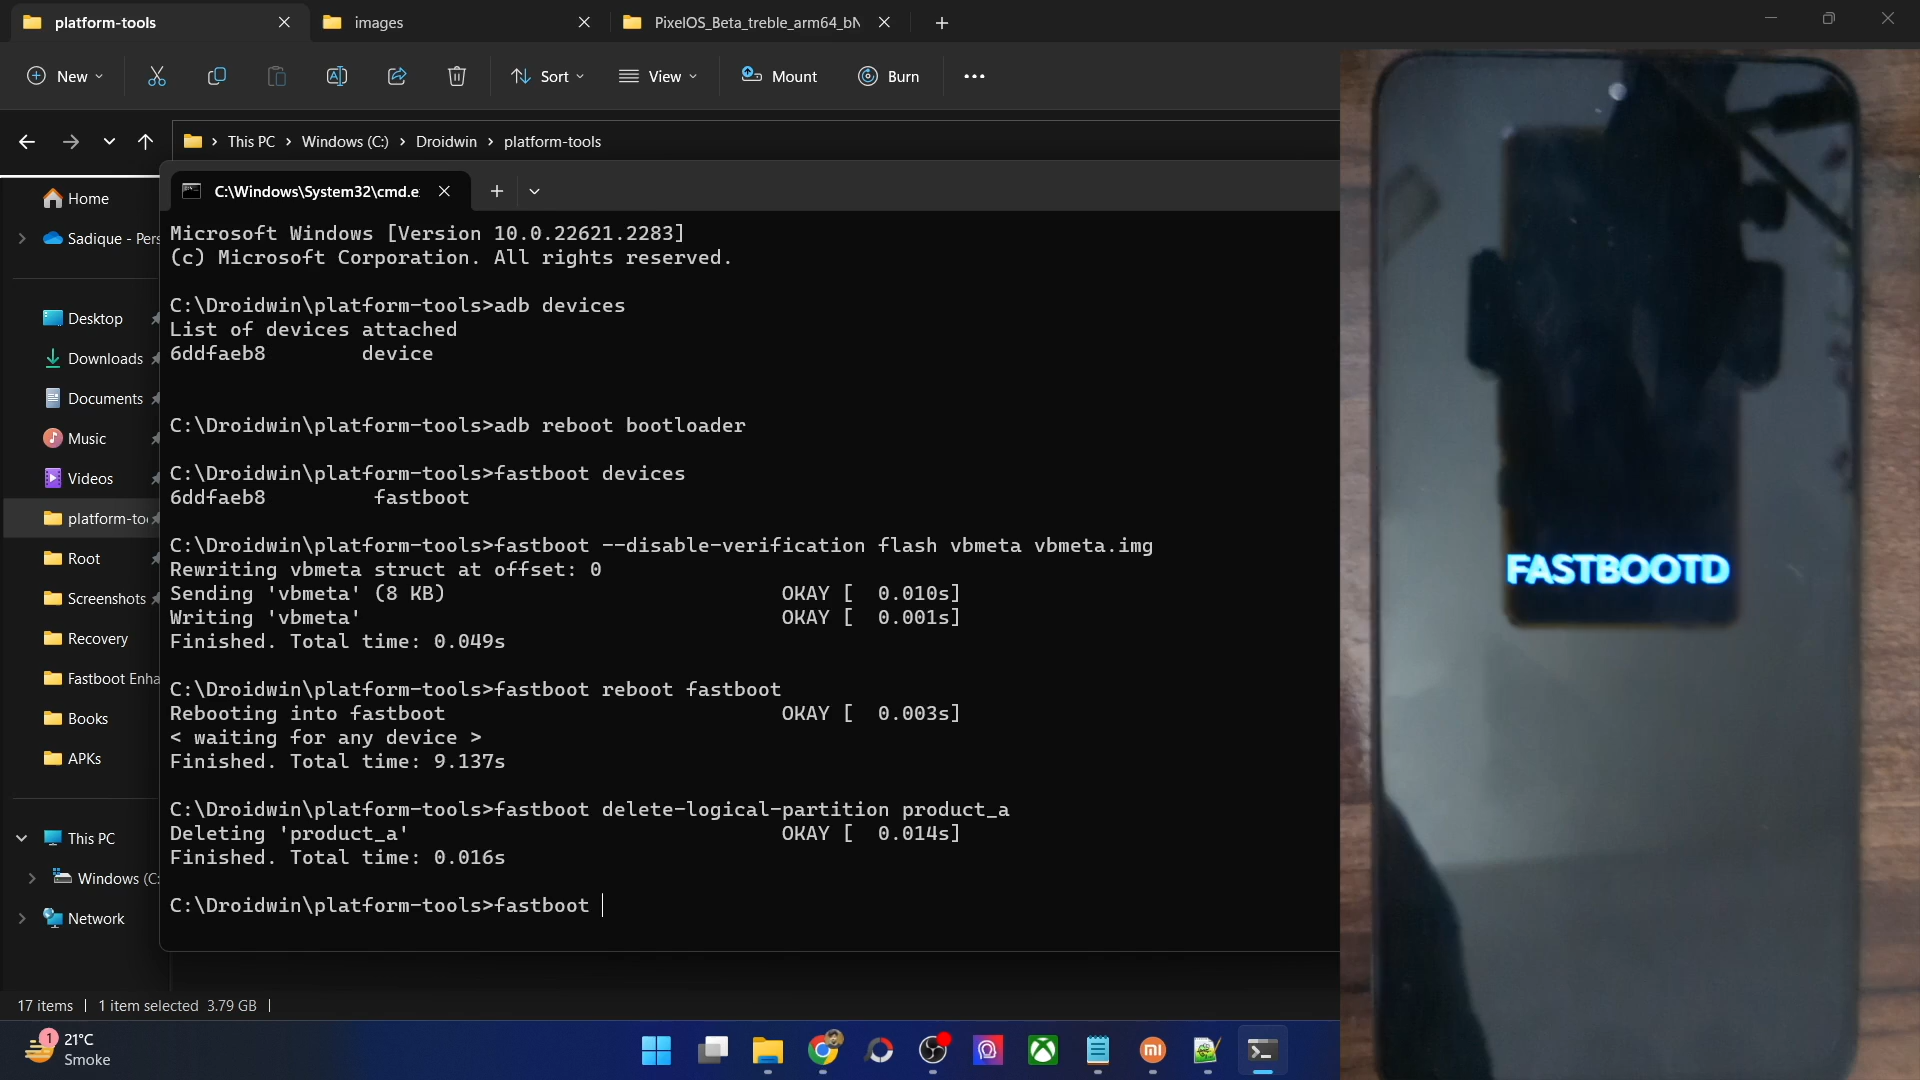 platform-tools
images
PixelOS_Beta_treble_arm64_bN
New
Sort
View
Mount
Burn
This PC > Windows (C:) > Droidwin > platform-tools
C:\Windows\System32\cmd.e
Home
Sadique - Pers
Desktop
Downloads
Documents
Music
Videos
platform-too
Root
Screenshots
Recovery
Fastboot Enha
Books
APKs
This PC
Windows (C:
Network
Microsoft Windows [Version 10.0.22621.2283]
(c) Microsoft Corporation. All rights reserved.
C:\Droidwin\platform-tools>adb devices
List of devices attached
6ddfaeb8 device
C:\Droidwin\platform-tools>adb reboot bootloader
C:\Droidwin\platform-tools>fastboot devices
6ddfaeb8 fastboot
C:\Droidwin\platform-tools>fastboot --disable-verification flash vbmeta vbmeta.img
Rewriting vbmeta struct at offset: 0
Sending 'vbmeta' (8 KB) OKAY [ 0.010s]
Writing 'vbmeta' OKAY [ 0.001s]
Finished. Total time: 0.049s
C:\Droidwin\platform-tools>fastboot reboot fastboot
Rebooting into fastboot OKAY [ 0.003s]
< waiting for any device >
Finished. Total time: 9.137s
C:\Droidwin\platform-tools>fastboot delete-logical-partition product_a
Deleting 'product_a' OKAY [ 0.014s]
Finished. Total time: 0.016s
C:\Droidwin\platform-tools>fastboot
FASTBOOTD
17 items
1 item selected 3.79 GB
1
21°C
Smoke